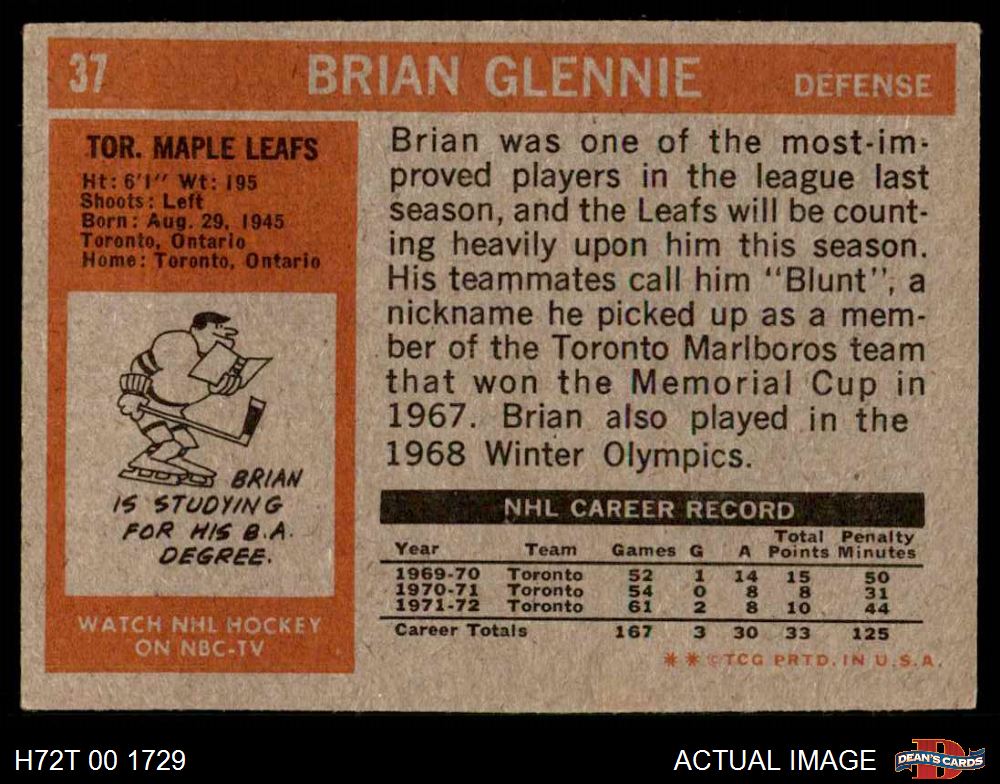 37 BRIAN GLENNIE DEFENSE
TOR. MAPLE LEAFS
Ht: 6'1" Wt: 195
Shoots: Left
Born: Aug. 29, 1945
Toronto, Ontario
Home: Toronto, Ontario
BRIAN
IS STUDYING
FOR HIS B.A.
DEGREE.
WATCH NHL HOCKEY
ON NBC-TV
Brian was one of the most-im-
proved players in the league last
season, and the Leafs will be count-
ing heavily upon him this season.
His teammates call him "Blunt", a
nickname he picked up as a mem-
ber of the Toronto Marlboros team
that won the Memorial Cup in
1967. Brian also played in the
1968 Winter Olympics.
NHL CAREER RECORD
Year Team Games G A Total Points Penalty Minutes
1969-70 Toronto 52 1 14 15 50
1970-71 Toronto 54 0 8 8 31
1971-72 Toronto 61 2 8 10 44
Career Totals 167 3 30 33 125
* * ©TCG PRTD. IN U.S.A.
H72T 00 1729 ACTUAL IMAGE DEAN'S CARDS